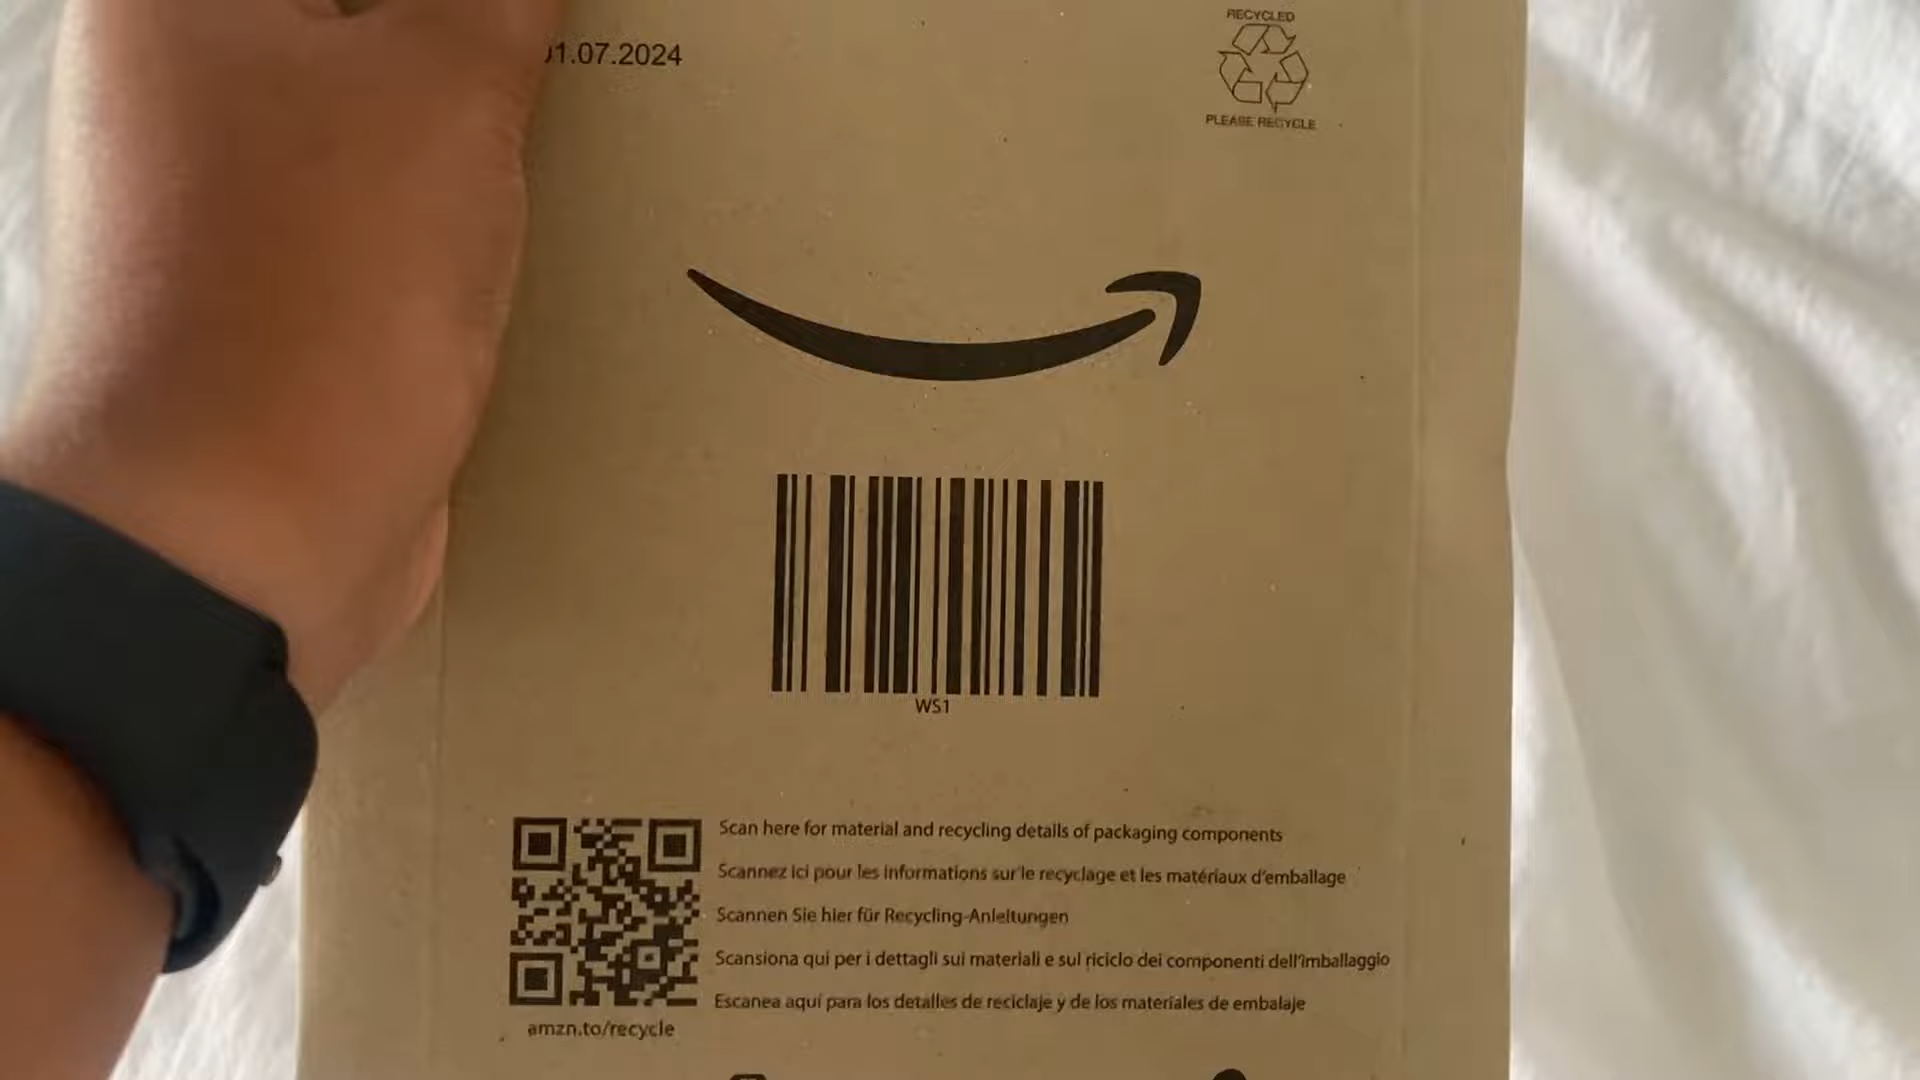 1.07.2024
RECYCLED
PLEASE RECYCLE
WS1
Scan here for material and recycling details of packaging components
Scannez ici pour les informations sur le recyclage et les matériaux d'emballage
Scannen Sie hier für Recycling-Anleitungen
Scansiona qui per i dettagli sui materiali e sul riciclo dei componenti dell'imballaggio
Escanea aquí para los detalles de reciclaje y de los materiales de embalaje
amzn.to/recycle